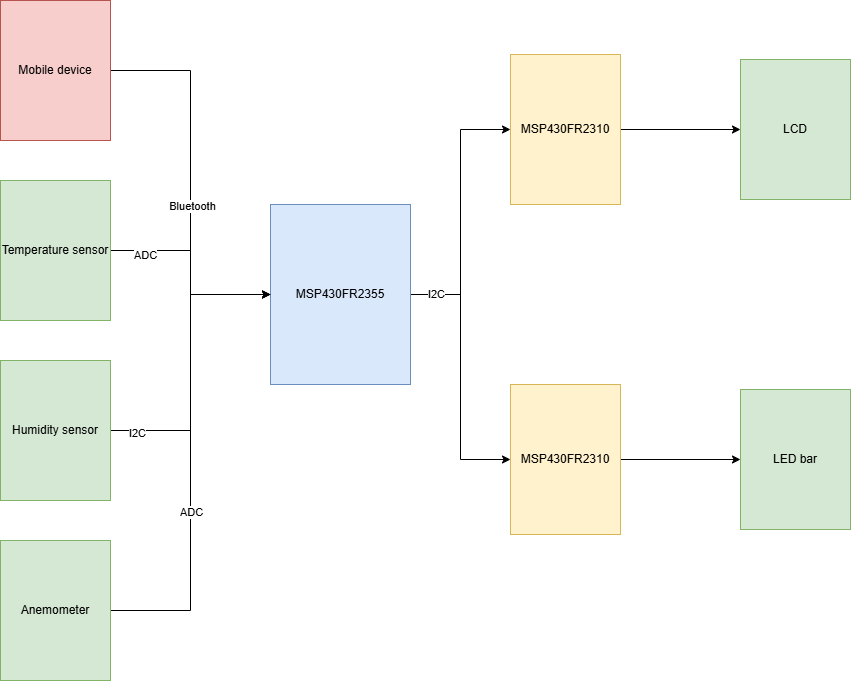 Mobile device
Bluetooth
Temperature sensor
ADC
Humidity sensor
I2C
ADC
Anemometer
MSP430FR2355
I2C
MSP430FR2310
LCD
MSP430FR2310
LED bar